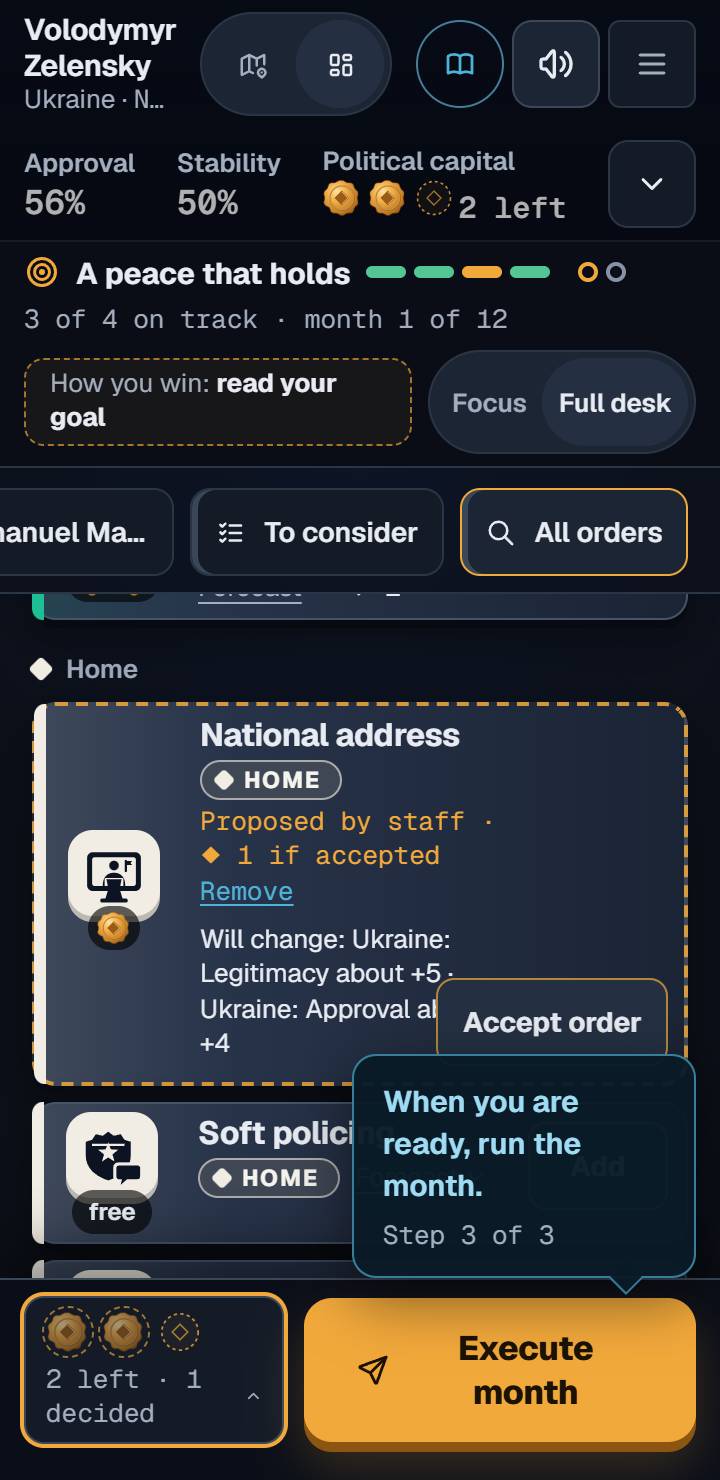 Volodymyr
Zelensky
Ukraine · N...
Approval
56%
Stability
50%
Political capital
2 left
A peace that holds
3 of 4 on track · month 1 of 12
How you win: read your
goal
Focus
Full desk
anuel Ma...
To consider
All orders
Forecast
Home
National address
HOME
Proposed by staff ·
1 if accepted
Remove
Will change: Ukraine:
Legitimacy about +5 ·
Ukraine: Approval ab
+4
Accept order
Soft policing
HOME
free
Add
When you are
ready, run the
month.
Step 3 of 3
2 left · 1
decided
Execute
month